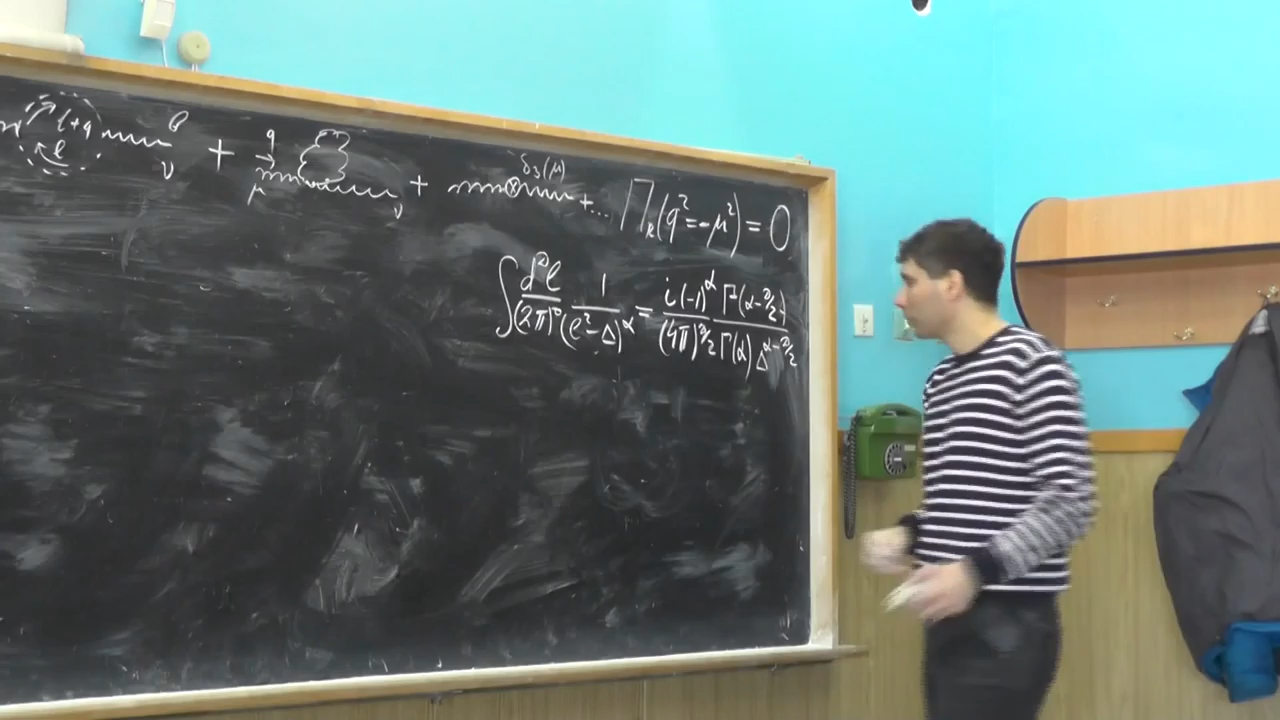 l+q b + q + δ₃(μ) +... Π_R(q²=-μ²)=0
l ν μ ν
∫ d^D l/(2π)^D 1/(l²-Δ)^α = i(-1)^α Γ(α-D/2)/((4π)^{D/2} Γ(α) Δ^{α-D/2})